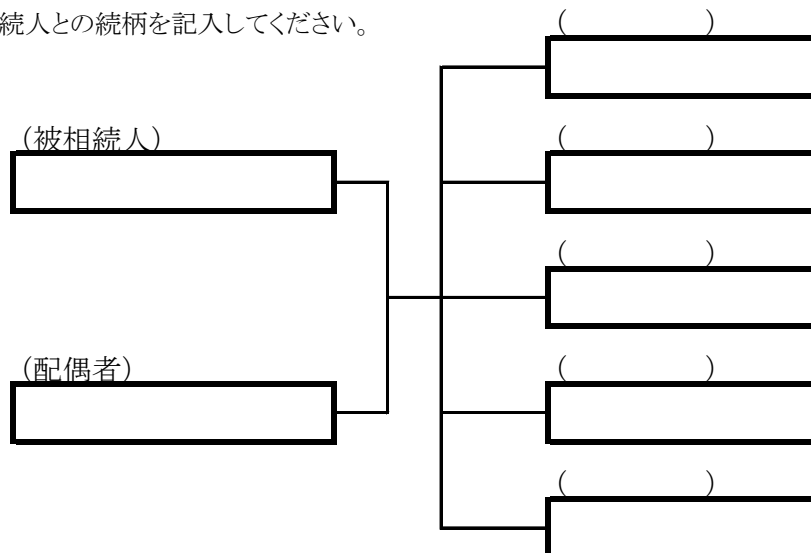 続人との続柄を記入してください。
(　　　　)
(被相続人)
(　　　　)
(　　　　)
(配偶者)
(　　　　)
(　　　　)